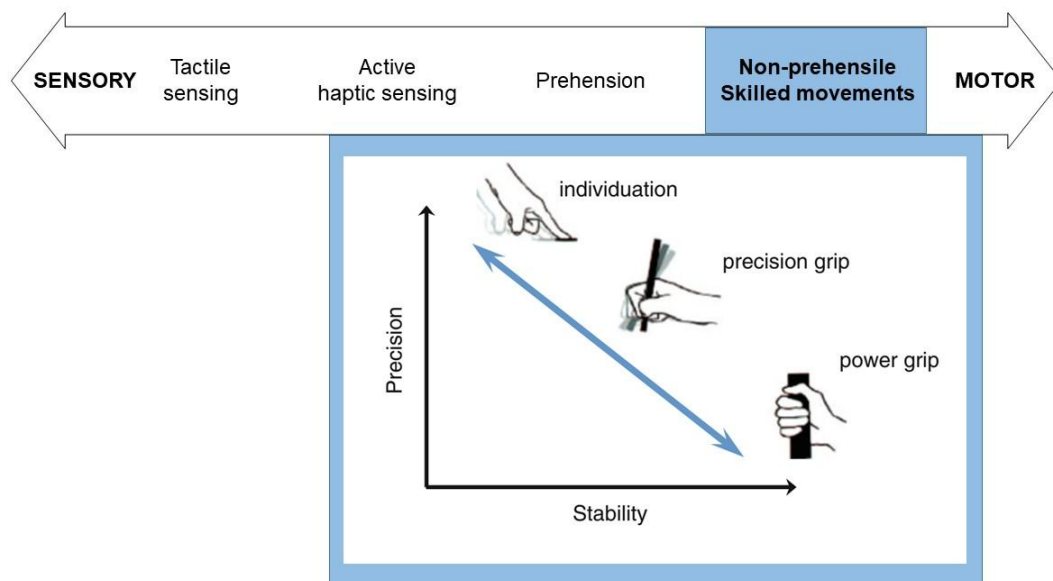 SENSORY
Tactile
sensing
Active
haptic sensing
Prehension
Non-prehensile
Skilled movements
MOTOR
individuation
precision grip
power grip
Precision
Stability